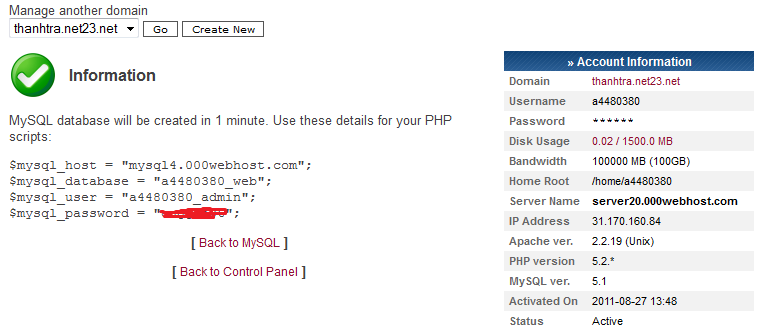 Manage another domain
thanhtra.net23.net Go Create New
Information
MySQL database will be created in 1 minute. Use these details for your PHP
scripts:
$mysql_host = "mysql4.000webhost.com";
$mysql_database = "a4480380_web";
$mysql_user = "a4480380_admin";
$mysql_password = "";
[ Back to MySQL ]
[ Back to Control Panel ]
» Account Information
Domain thanhtra.net23.net
Username a4480380
Password ******
Disk Usage 0.02 / 1500.0 MB
Bandwidth 100000 MB (100GB)
Home Root /home/a4480380
Server Name server20.000webhost.com
IP Address 31.170.160.84
Apache ver. 2.2.19 (Unix)
PHP version 5.2.*
MySQL ver. 5.1
Activated On 2011-08-27 13:48
Status Active